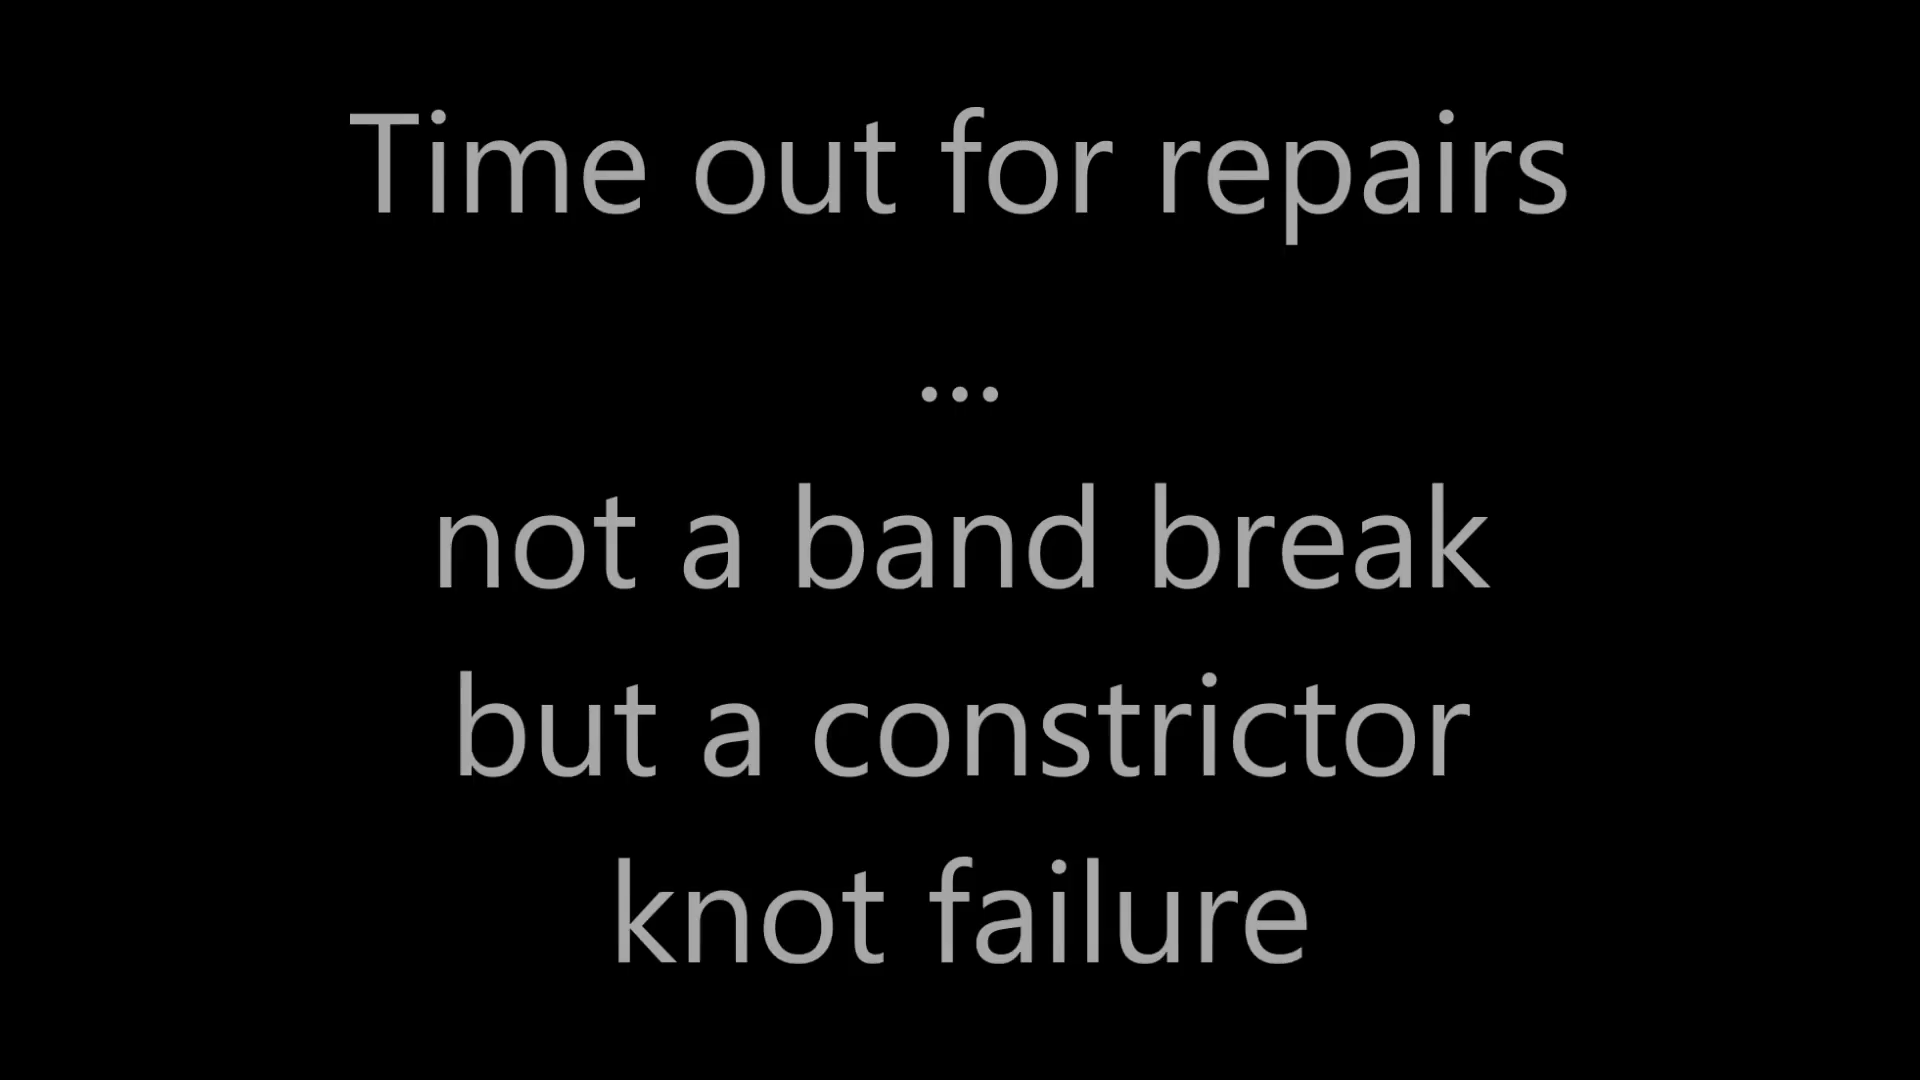 Time out for repairs
...
not a band break
but a constrictor
knot failure